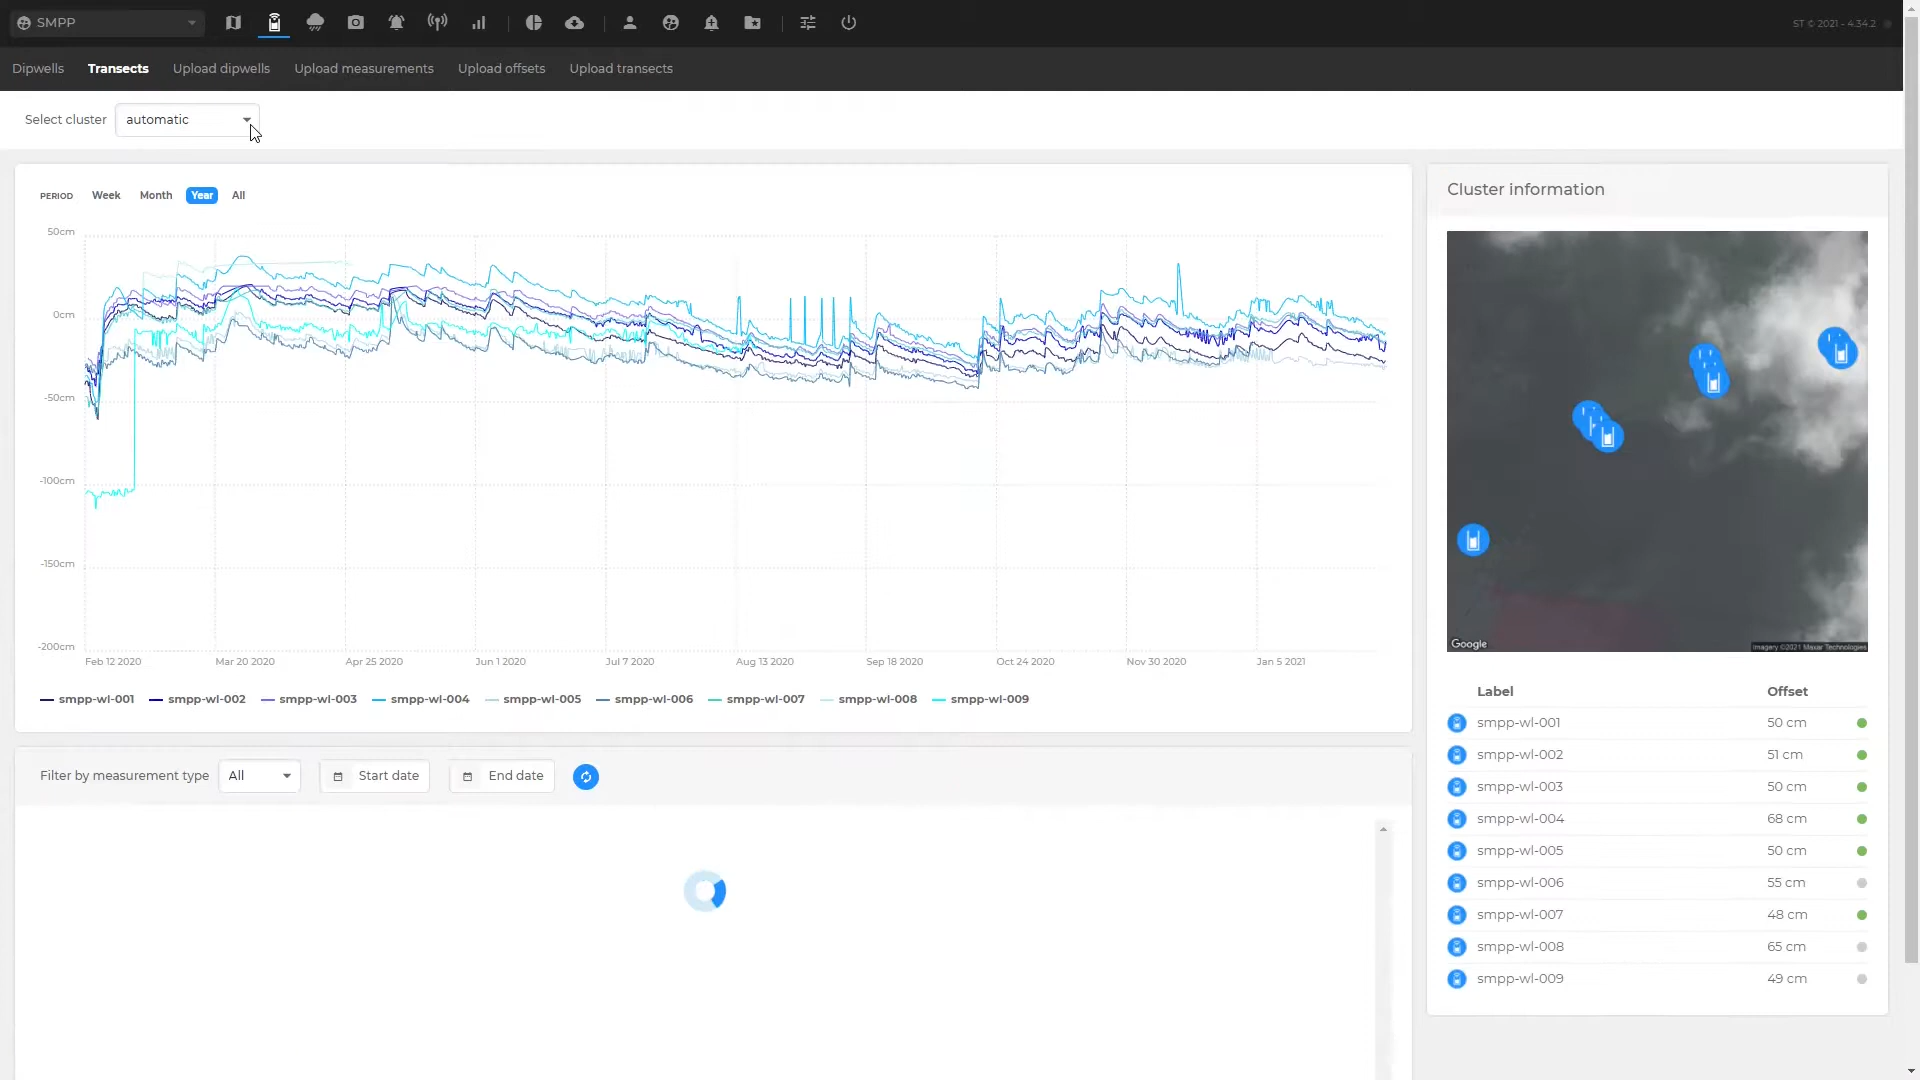 SMPP
ST © 2021 - 4.34.2
Dipwells Transects Upload dipwells Upload measurements Upload offsets Upload transects
Select cluster automatic
PERIOD Week Month Year All
50cm
0cm
-50cm
-100cm
-150cm
-200cm
Feb 12 2020 Mar 20 2020 Apr 25 2020 Jun 1 2020 Jul 7 2020 Aug 13 2020 Sep 18 2020 Oct 24 2020 Nov 30 2020 Jan 5 2021
smpp-wl-001 smpp-wl-002 smpp-wl-003 smpp-wl-004 smpp-wl-005 smpp-wl-006 smpp-wl-007 smpp-wl-008 smpp-wl-009
Filter by measurement type All Start date End date
Cluster information
Google
Imagery ©2021 Maxar Technologies
Label Offset
smpp-wl-001 50 cm
smpp-wl-002 51 cm
smpp-wl-003 50 cm
smpp-wl-004 68 cm
smpp-wl-005 50 cm
smpp-wl-006 55 cm
smpp-wl-007 48 cm
smpp-wl-008 65 cm
smpp-wl-009 49 cm